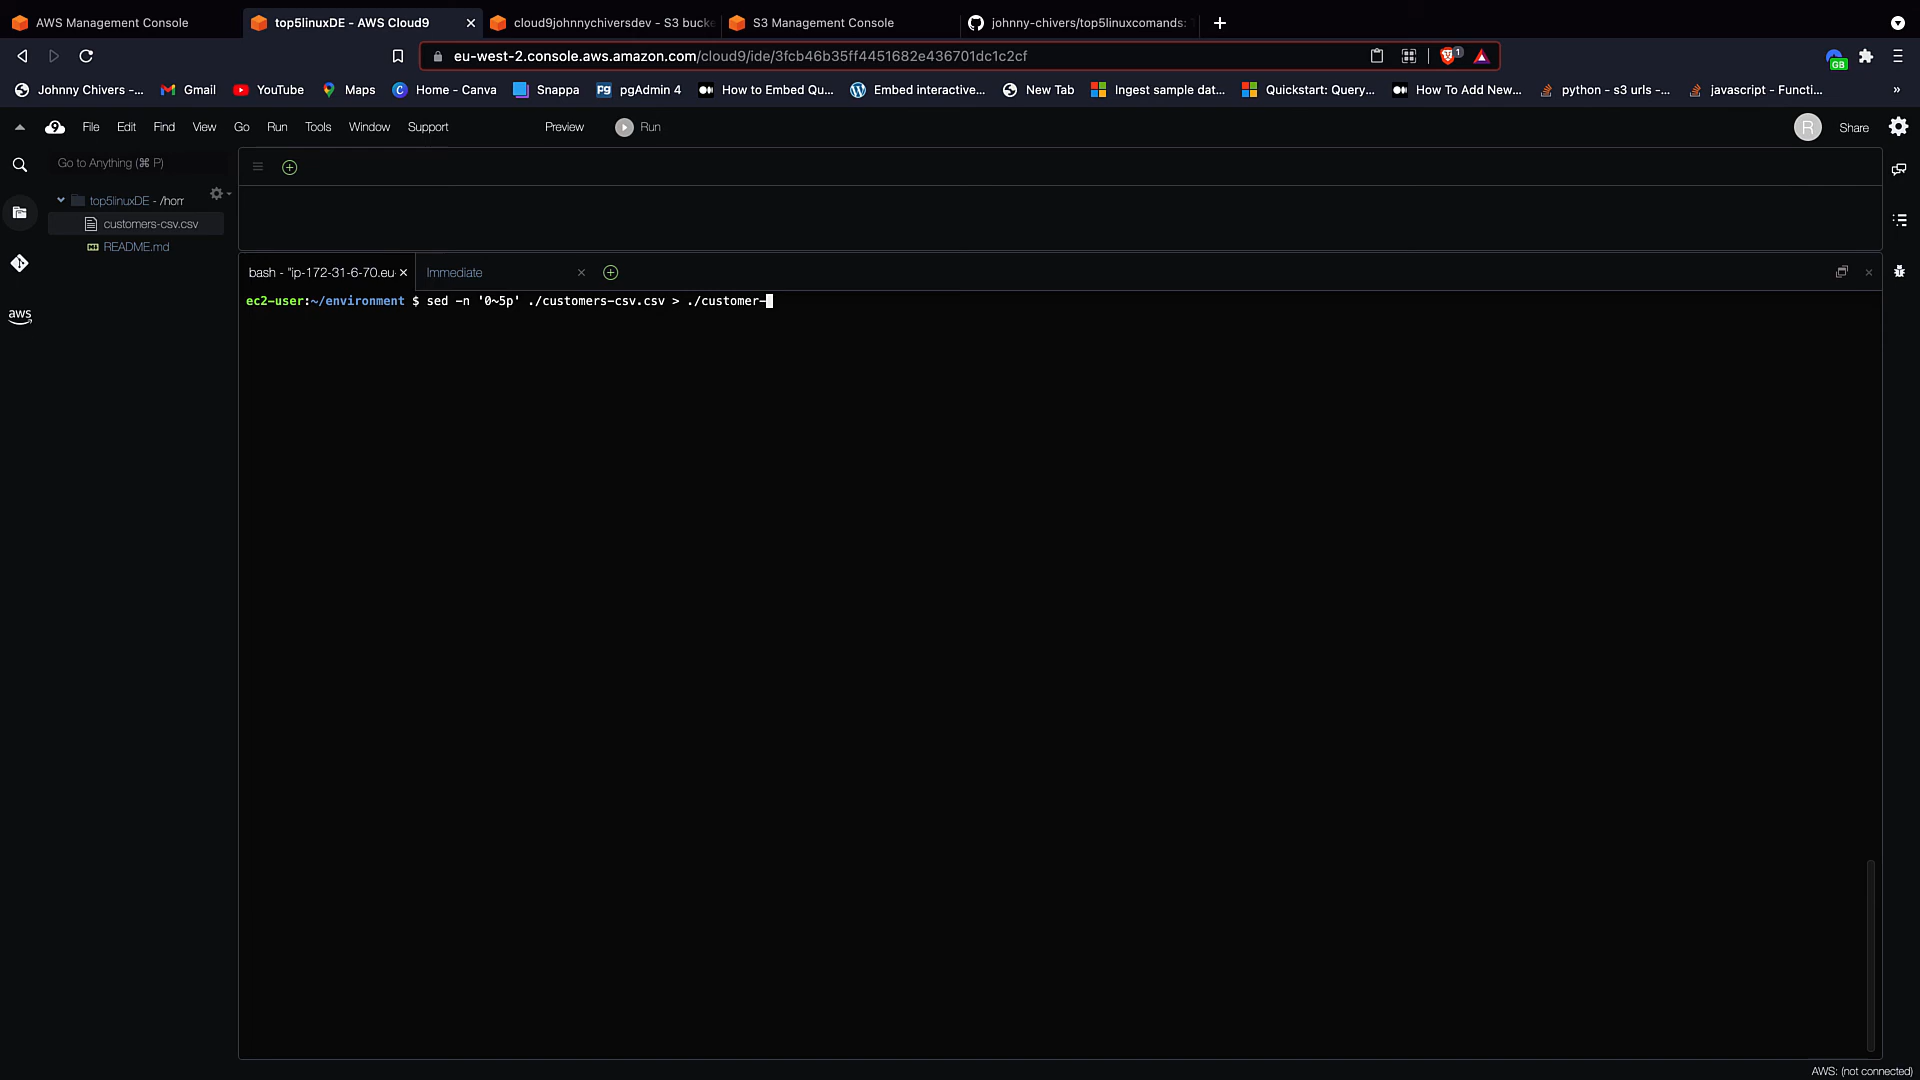 AWS Management Console
top5linuxDE - AWS Cloud9
cloud9johnnychiversdev - S3 bucke
S3 Management Console
johnny-chivers/top5linuxcomands:
eu-west-2.console.aws.amazon.com/cloud9/ide/3fcb46b35ff4451682e436701dc1c2cf
1
GB
Johnny Chivers -...
Gmail
YouTube
Maps
Home - Canva
Snappa
pgAdmin 4
How to Embed Qu...
Embed interactive...
New Tab
Ingest sample dat...
Quickstart: Query...
How To Add New...
python - s3 urls -...
javascript - Functi...
»
9
File
Edit
Find
View
Go
Run
Tools
Window
Support
Preview
Run
R
Share
Go to Anything (⌘ P)
top5linuxDE - /hom
customers-csv.csv
README.md
aws
bash - "ip-172-31-6-70.eu-
Immediate
ec2-user:~/environment $ sed -n '0~5p' ./customers-csv.csv > ./customer-
AWS: (not connected)